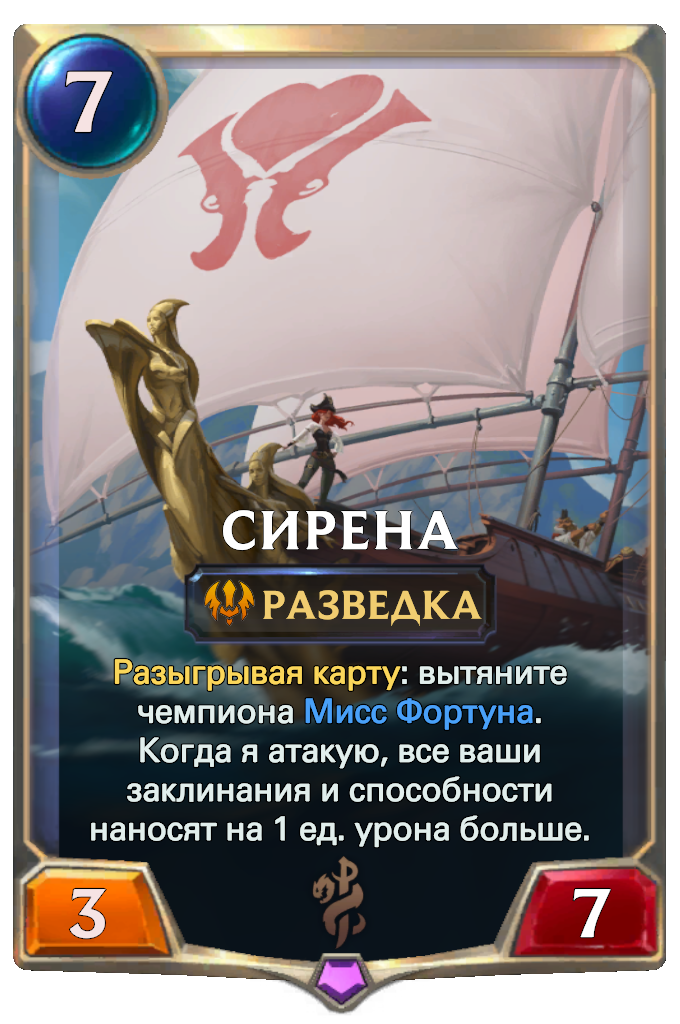 7
СИРЕНА
РАЗВЕДКА
Разыгрывая карту: вытяните
чемпиона Мисс Фортуна.
Когда я атакую, все ваши
заклинания и способности
наносят на 1 ед. урона больше.
3
7